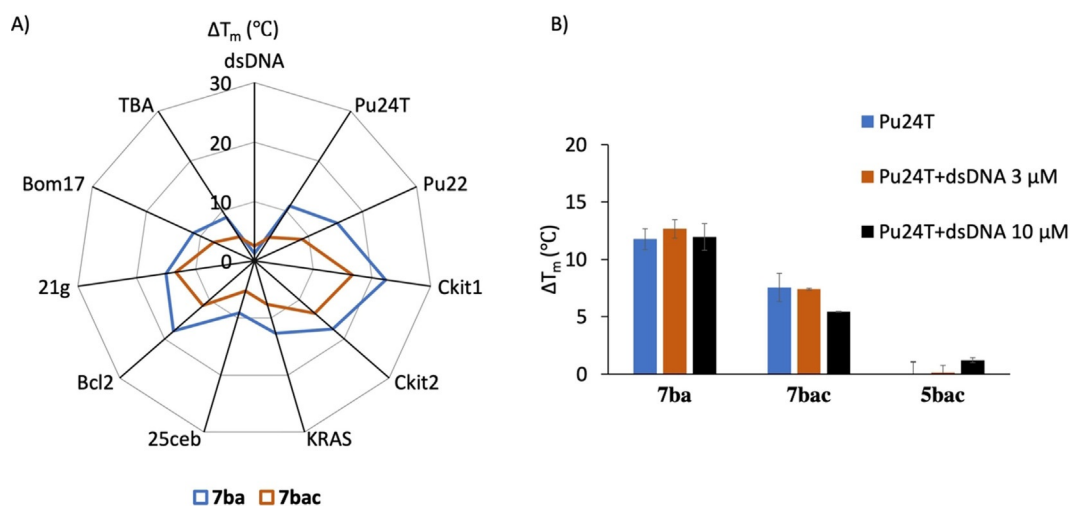 A)
ΔTm (℃)
dsDNA
30
TBA
Pu24T
20
Bom17
Pu22
10
0
21g
Ckit1
Bcl2
Ckit2
25ceb
KRAS
7ba 7bac
B)
Pu24T
Pu24T+dsDNA 3 μM
Pu24T+dsDNA 10 μM
20
15
10
5
0
ΔTm (℃)
7ba 7bac 5bac